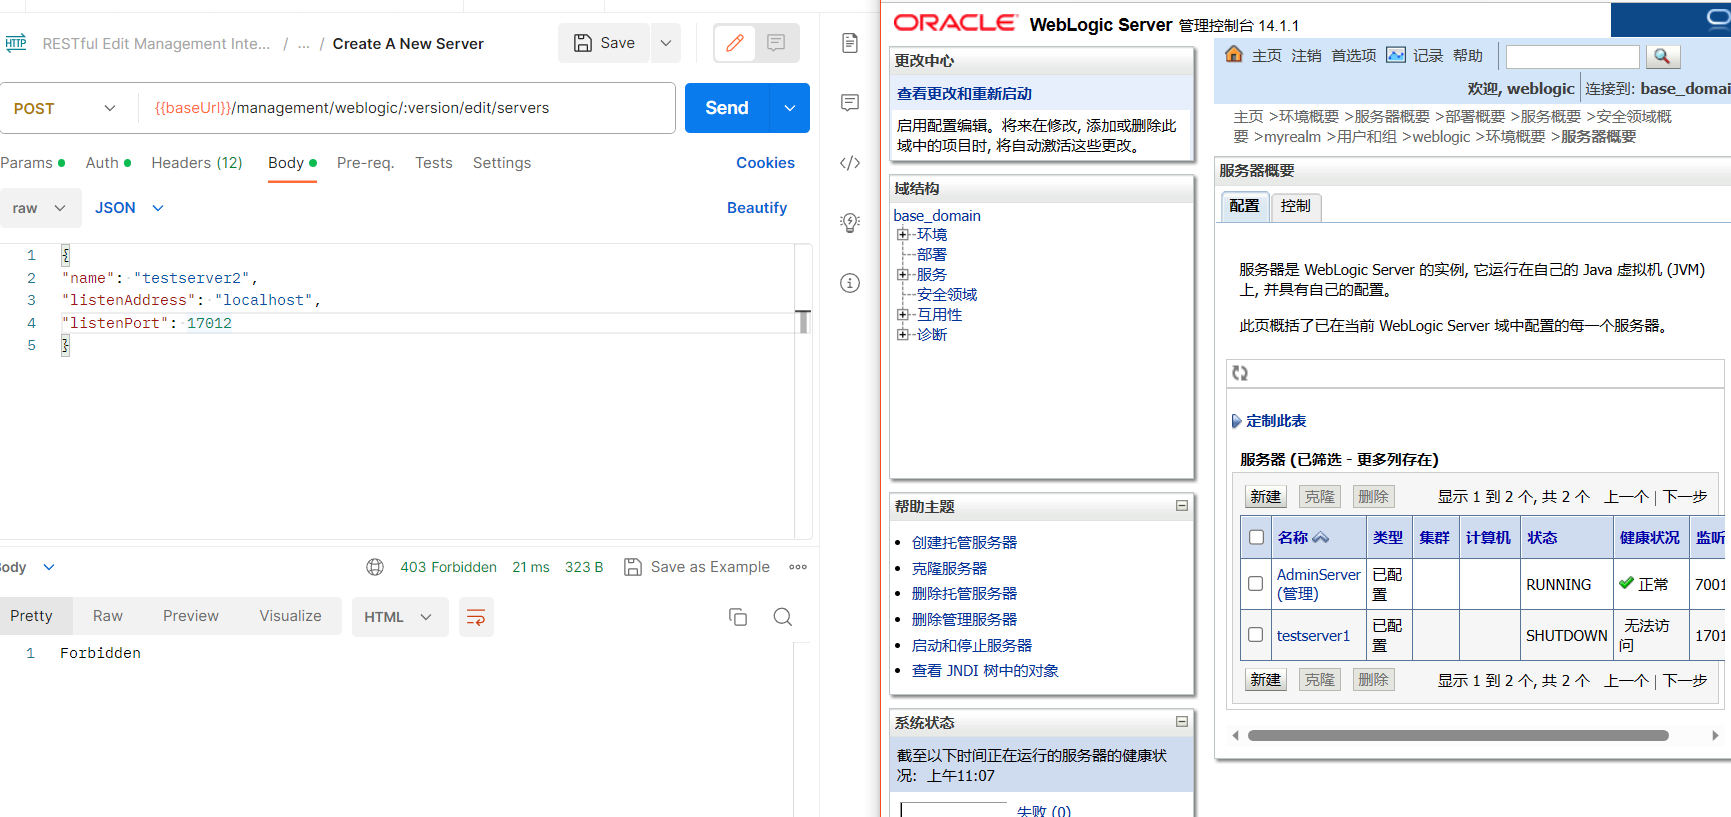 HTTP RESTful Edit Management Inte... / ... / Create A New Server
Save
POST
{{baseUrl}}/management/weblogic/:version/edit/servers
Send
Params
Auth
Headers (12)
Body
Pre-req.
Tests
Settings
Cookies
raw
JSON
Beautify
1 {
2 "name": "testserver2",
3 "listenAddress": "localhost",
4 "listenPort": 17012
5 }
ody
403 Forbidden
21 ms
323 B
Save as Example
Pretty
Raw
Preview
Visualize
HTML
1 Forbidden
ORACLE WebLogic Server 管理控制台 14.1.1
更改中心
查看更改和重新启动
启用配置编辑。将来在修改, 添加或删除此
域中的项目时, 将自动激活这些更改。
域结构
base_domain
环境
部署
服务
安全领域
互用性
诊断
帮助主题
创建托管服务器
克隆服务器
删除托管服务器
删除管理服务器
启动和停止服务器
查看 JNDI 树中的对象
系统状态
截至以下时间正在运行的服务器的健康状
况: 上午11:07
失败 (0)
主页 注销 首选项 记录 帮助
欢迎, weblogic 连接到: base_domai
主页 >环境概要 >服务器概要 >部署概要 >服务概要 >安全领域概
要 >myrealm >用户和组 >weblogic >环境概要 >服务器概要
服务器概要
配置 控制
服务器是 WebLogic Server 的实例, 它运行在自己的 Java 虚拟机 (JVM)
上, 并具有自己的配置。
此页概括了已在当前 WebLogic Server 域中配置的每一个服务器。
定制此表
服务器 (已筛选 - 更多列存在)
新建 克隆 删除 显示 1 到 2 个, 共 2 个 上一个 | 下一步
名称 类型 集群 计算机 状态 健康状况 监听
AdminServer
(管理)
已配
置
RUNNING
正常
7001
testserver1
已配
置
SHUTDOWN
无法访
问
1701
新建 克隆 删除 显示 1 到 2 个, 共 2 个 上一个 | 下一步